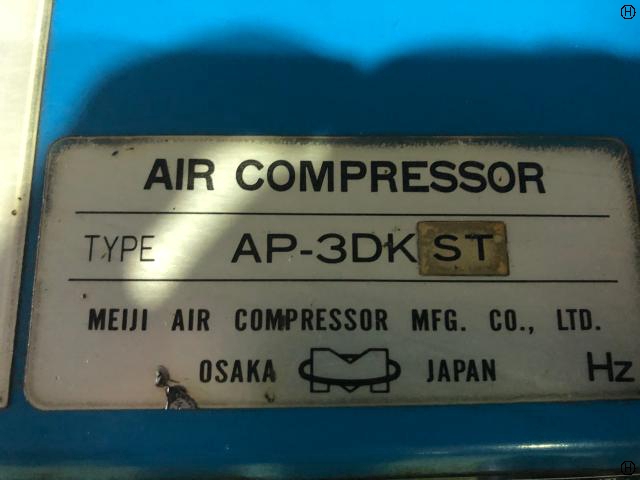 AIR COMPRESSOR
TYPE AP-3DK ST
MEIJI AIR COMPRESSOR MFG. CO., LTD.
OSAKA M JAPAN Hz